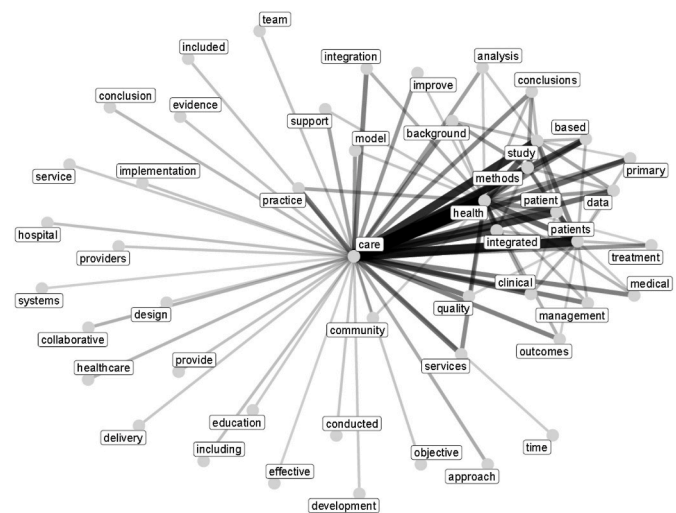 team
included
integration
analysis
improve
conclusions
conclusion
evidence
support
background
based
model
study
service
implementation
methods
primary
practice
patient
data
health
hospital
care
patients
providers
integrated
treatment
systems
clinical
medical
design
quality
management
collaborative
community
outcomes
healthcare
provide
services
education
conducted
delivery
including
objective
time
effective
approach
development